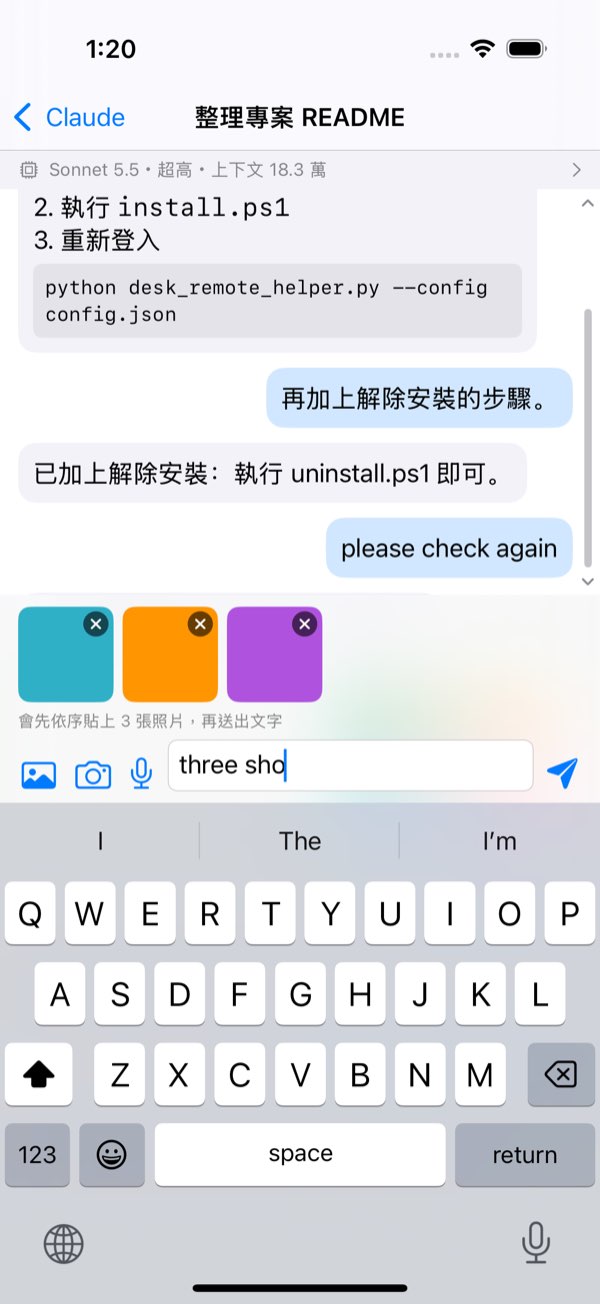 1:20
Claude
整理專案 README
Sonnet 5.5・超高・上下文 18.3 萬
2. 執行 install.ps1
3. 重新登入
python desk_remote_helper.py --config
config.json
再加上解除安裝的步驟。
已加上解除安裝：執行 uninstall.ps1 即可。
please check again
會先依序貼上 3 張照片，再送出文字
three sho
I
The
I’m
Q W E R T Y U I O P
A S D F G H J K L
Z X C V B N M
123
space
return